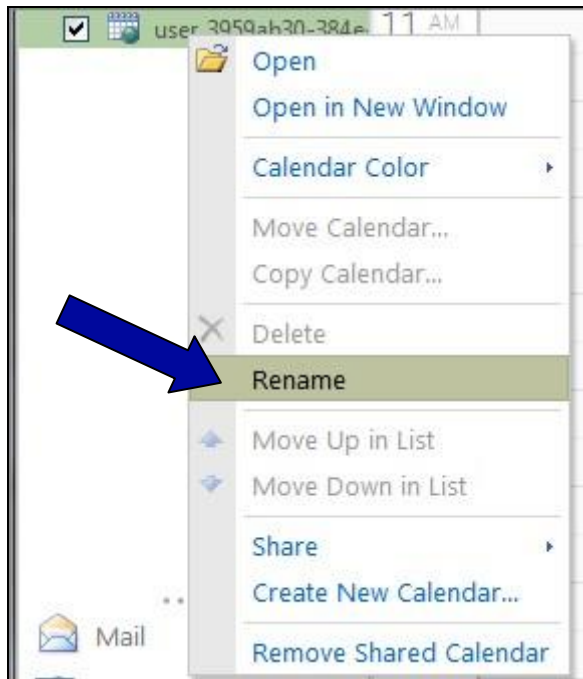 user_3959ab30-384e- 11 AM
Open
Open in New Window
Calendar Color
Move Calendar...
Copy Calendar...
Delete
Rename
Move Up in List
Move Down in List
Share
Create New Calendar...
Mail
Remove Shared Calendar